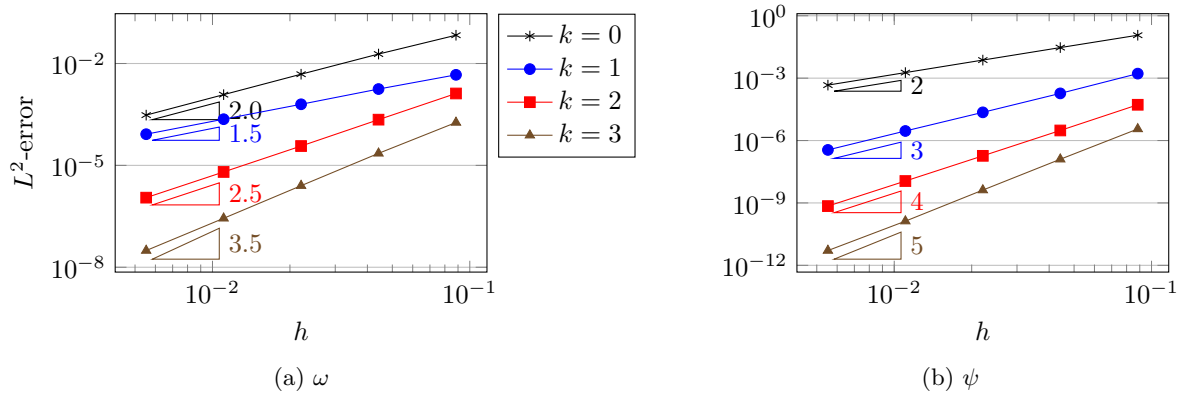 10^{-2}
10^{-5}
10^{-8}
L^2-error
2.0
1.5
2.5
3.5
10^{-2}
10^{-1}
h
(a) ω
k = 0
k = 1
k = 2
k = 3
10^0
10^{-3}
10^{-6}
10^{-9}
10^{-12}
2
3
4
5
10^{-2}
10^{-1}
h
(b) ψ